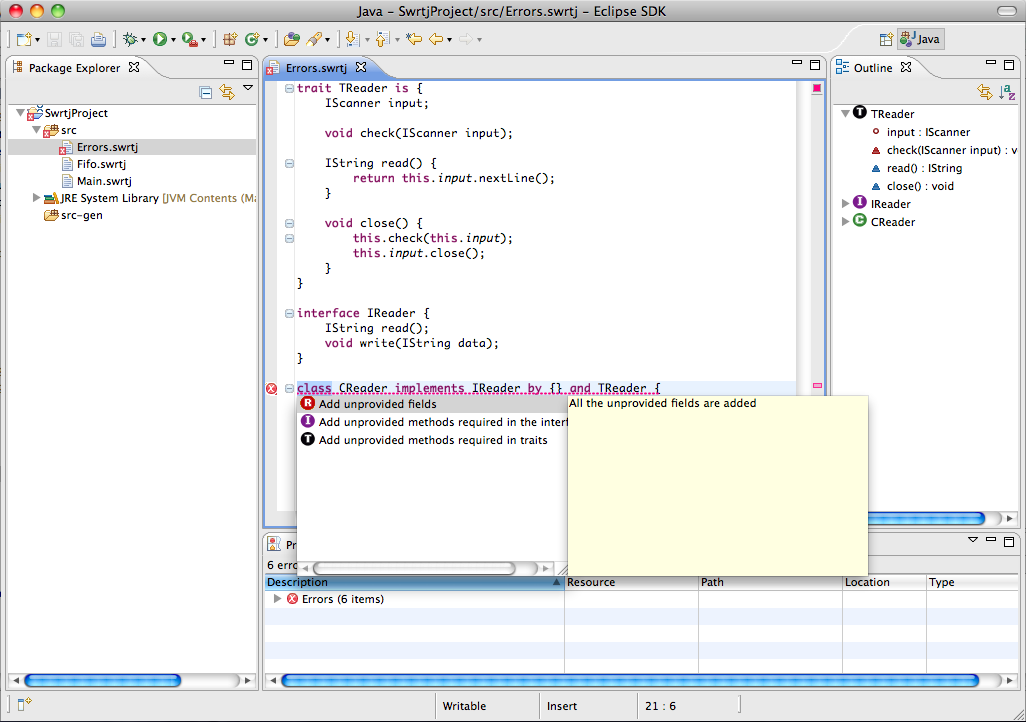 Java – SwrtjProject/src/Errors.swrtj – Eclipse SDK
Java
Package Explorer
SwrtjProject
src
Errors.swrtj
Fifo.swrtj
Main.swrtj
JRE System Library [JVM Contents (Ma
src-gen
Errors.swrtj
trait TReader is {
IScanner input;
void check(IScanner input);
IString read() {
return this.input.nextLine();
}
void close() {
this.check(this.input);
this.input.close();
}
}
interface IReader {
IString read();
void write(IString data);
}
class CReader implements IReader by {} and TReader {
R Add unprovided fields
I Add unprovided methods required in the interf
T Add unprovided methods required in traits
All the unprovided fields are added
Outline
T TReader
input : IScanner
check(IScanner input) : v
read() : IString
close() : void
I IReader
C CReader
Pr
6 erro
Description Resource Path Location Type
Errors (6 items)
Writable Insert 21 : 6